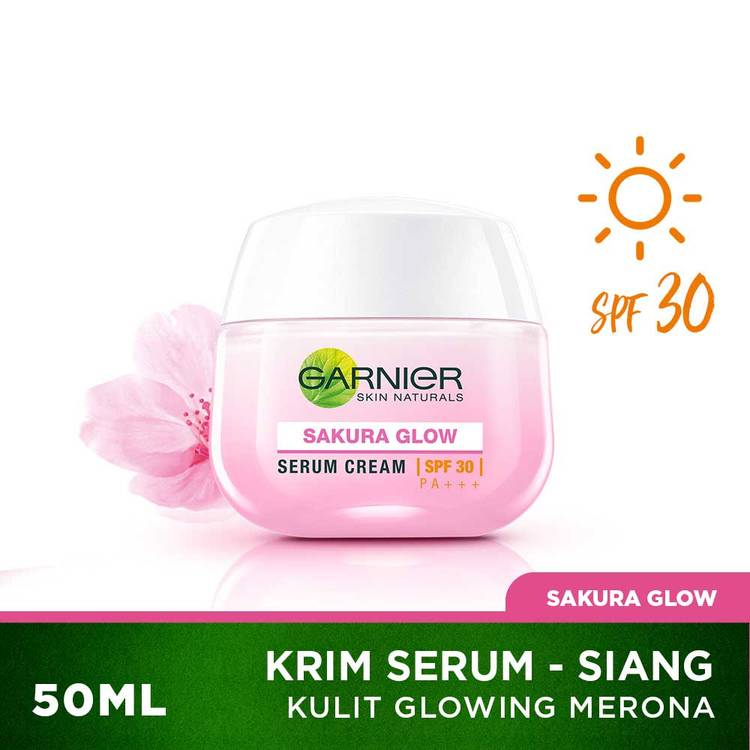 SPF 30
GARNIER
SKIN NATURALS
SAKURA GLOW
SERUM CREAM | SPF 30 |
PA+++
SAKURA GLOW
50ML
KRIM SERUM - SIANG
KULIT GLOWING MERONA